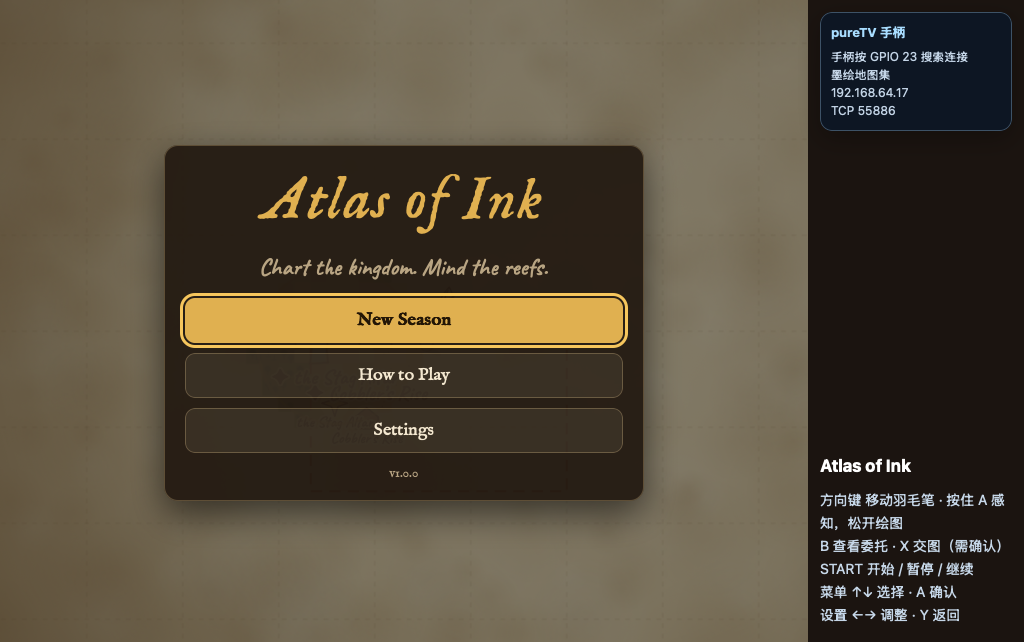 Atlas of Ink
Chart the kingdom. Mind the reefs.
New Season
How to Play
Settings
v1.0.0
pureTV 手柄
手柄按 GPIO 23 搜索连接
墨绘地图集
192.168.64.17
TCP 55886
Atlas of Ink
方向键 移动羽毛笔 · 按住 A 感
知，松开绘图
B 查看委托 · X 交图（需确认）
START 开始 / 暂停 / 继续
菜单 ↑↓ 选择 · A 确认
设置 ←→ 调整 · Y 返回